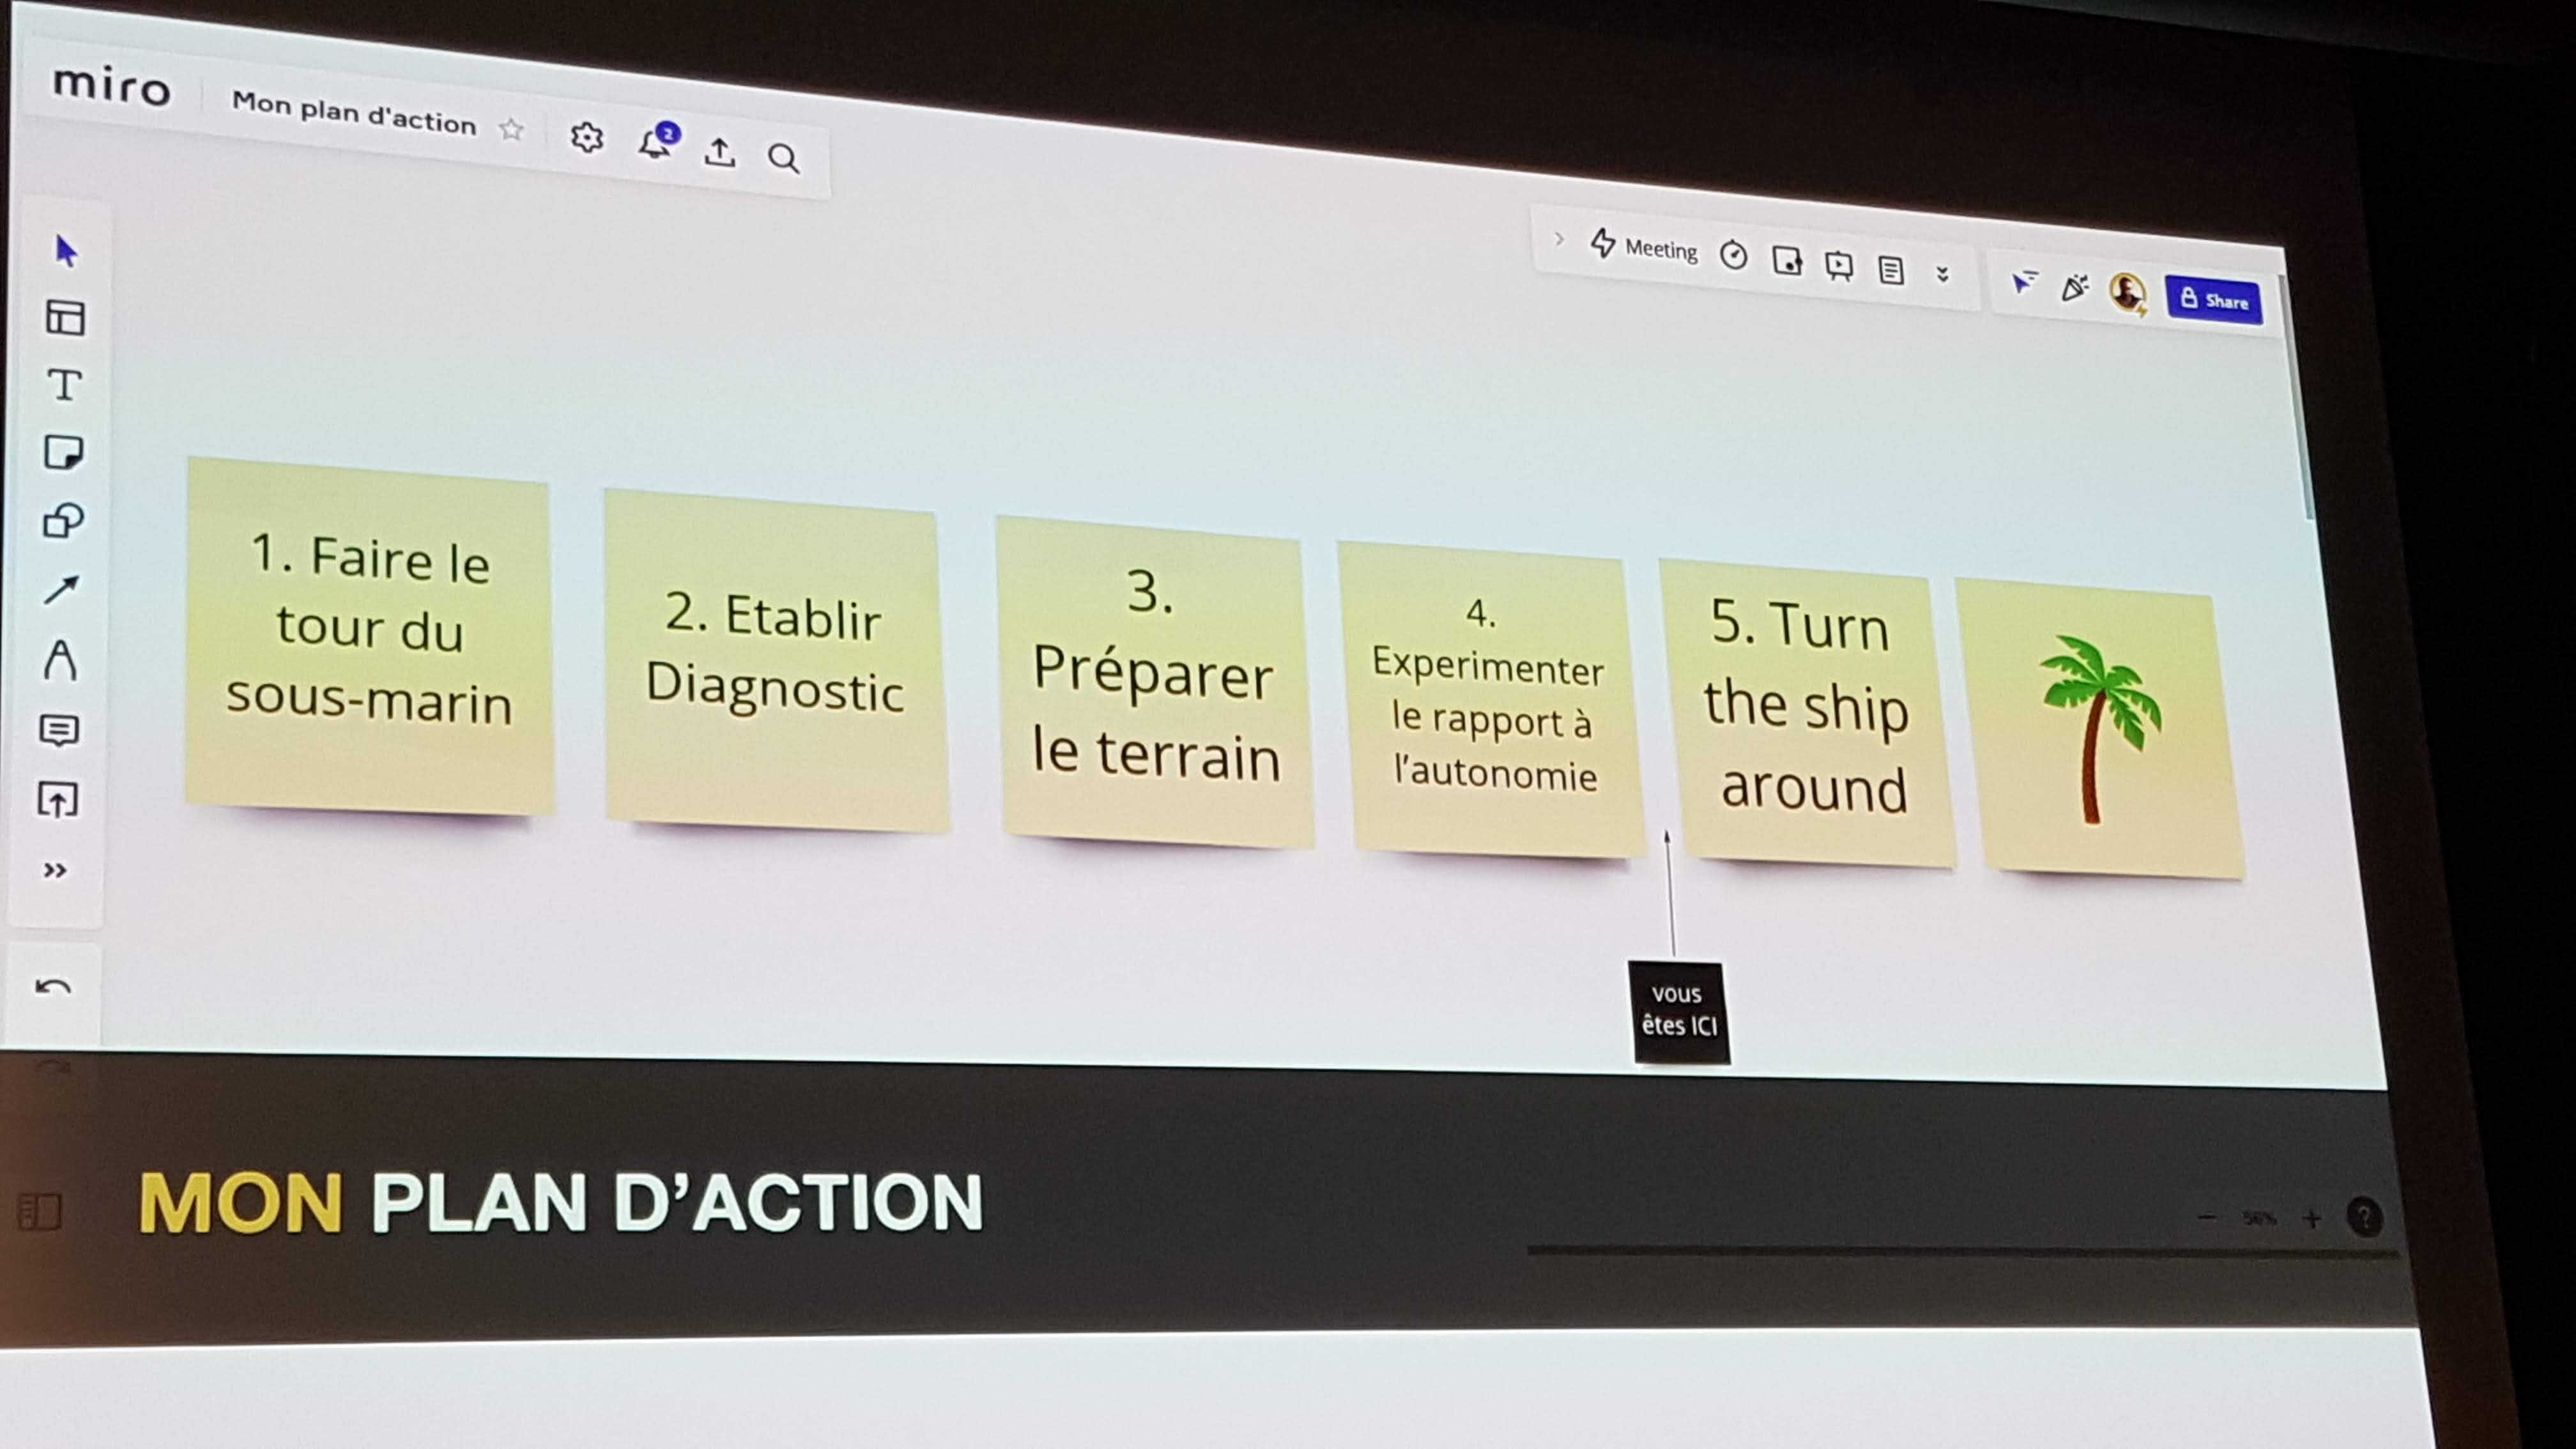 miro
Mon plan d'action
2
Meeting
Share
1. Faire le
tour du
sous-marin
2. Etablir
Diagnostic
3.
Préparer
le terrain
4.
Experimenter
le rapport à
l'autonomie
5. Turn
the ship
around
vous
êtes ICI
MON PLAN D’ACTION
56%
?